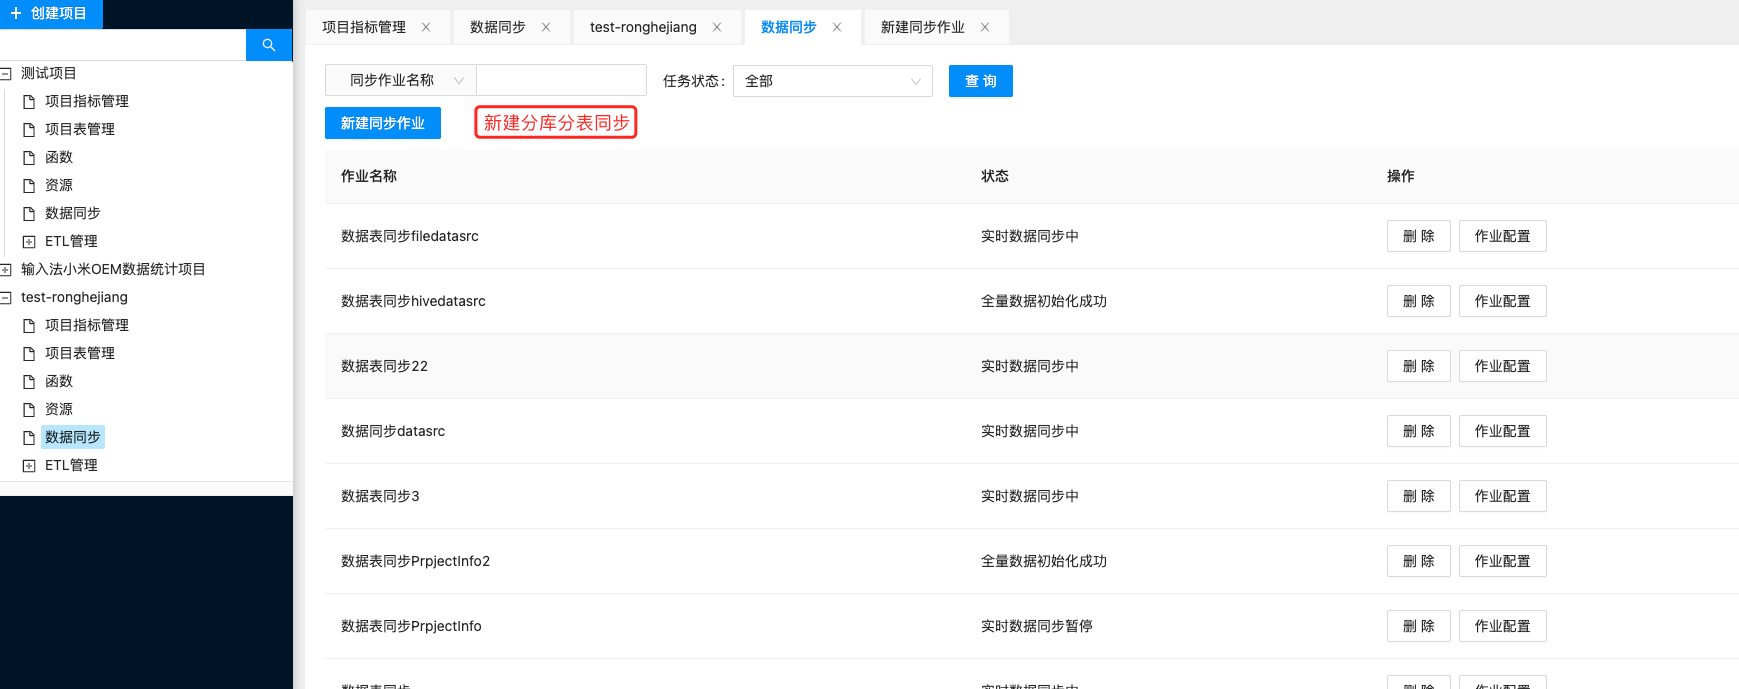 创建项目
测试项目
项目指标管理
项目表管理
函数
资源
数据同步
ETL管理
输入法小米OEM数据统计项目
test-ronghejiang
项目指标管理
项目表管理
函数
资源
数据同步
ETL管理
项目指标管理 数据同步 test-ronghejiang 数据同步 新建同步作业
同步作业名称 任务状态: 全部 查 询
新建同步作业 新建分库分表同步
作业名称 状态 操作
数据表同步filedatasrc 实时数据同步中 删 除 作业配置
数据表同步hivedatasrc 全量数据初始化成功 删 除 作业配置
数据表同步22 实时数据同步中 删 除 作业配置
数据同步datasrc 实时数据同步中 删 除 作业配置
数据表同步3 实时数据同步中 删 除 作业配置
数据表同步PrpjectInfo2 全量数据初始化成功 删 除 作业配置
数据表同步PrpjectInfo 实时数据同步暂停 删 除 作业配置